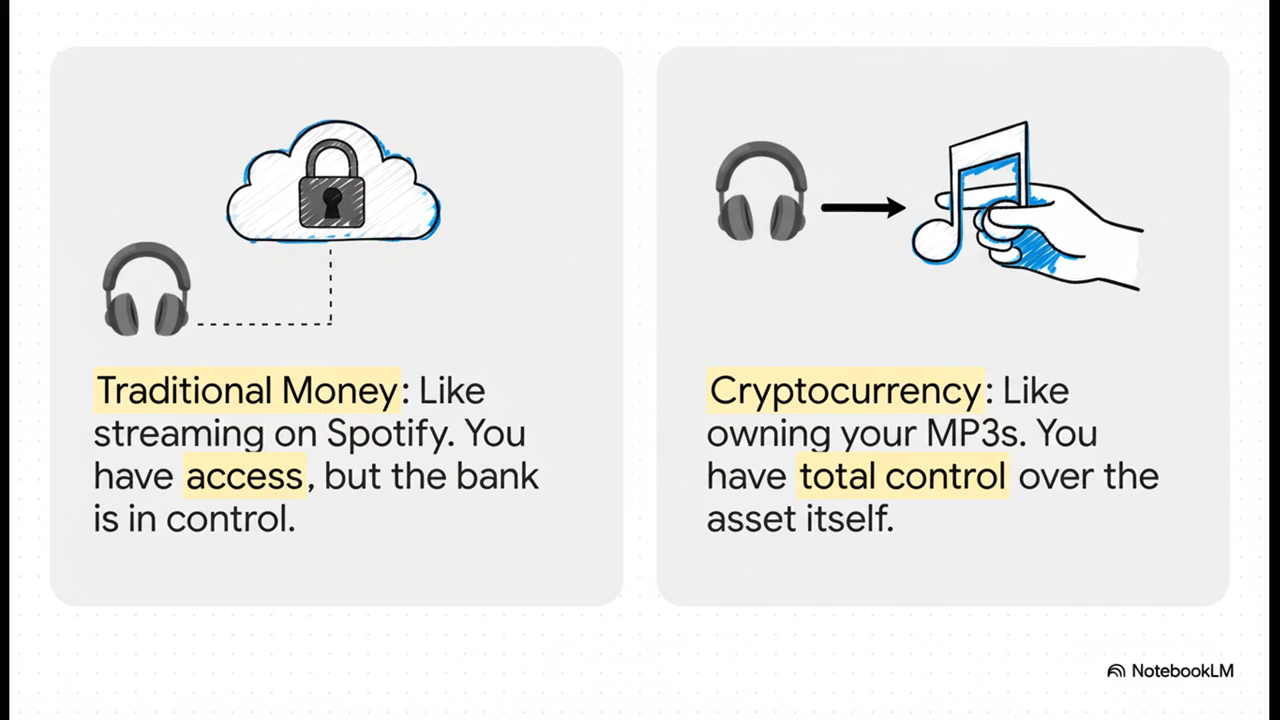 Traditional Money: Like
streaming on Spotify. You
have access, but the bank
is in control.
Cryptocurrency: Like
owning your MP3s. You
have total control over the
asset itself.
NotebookLM